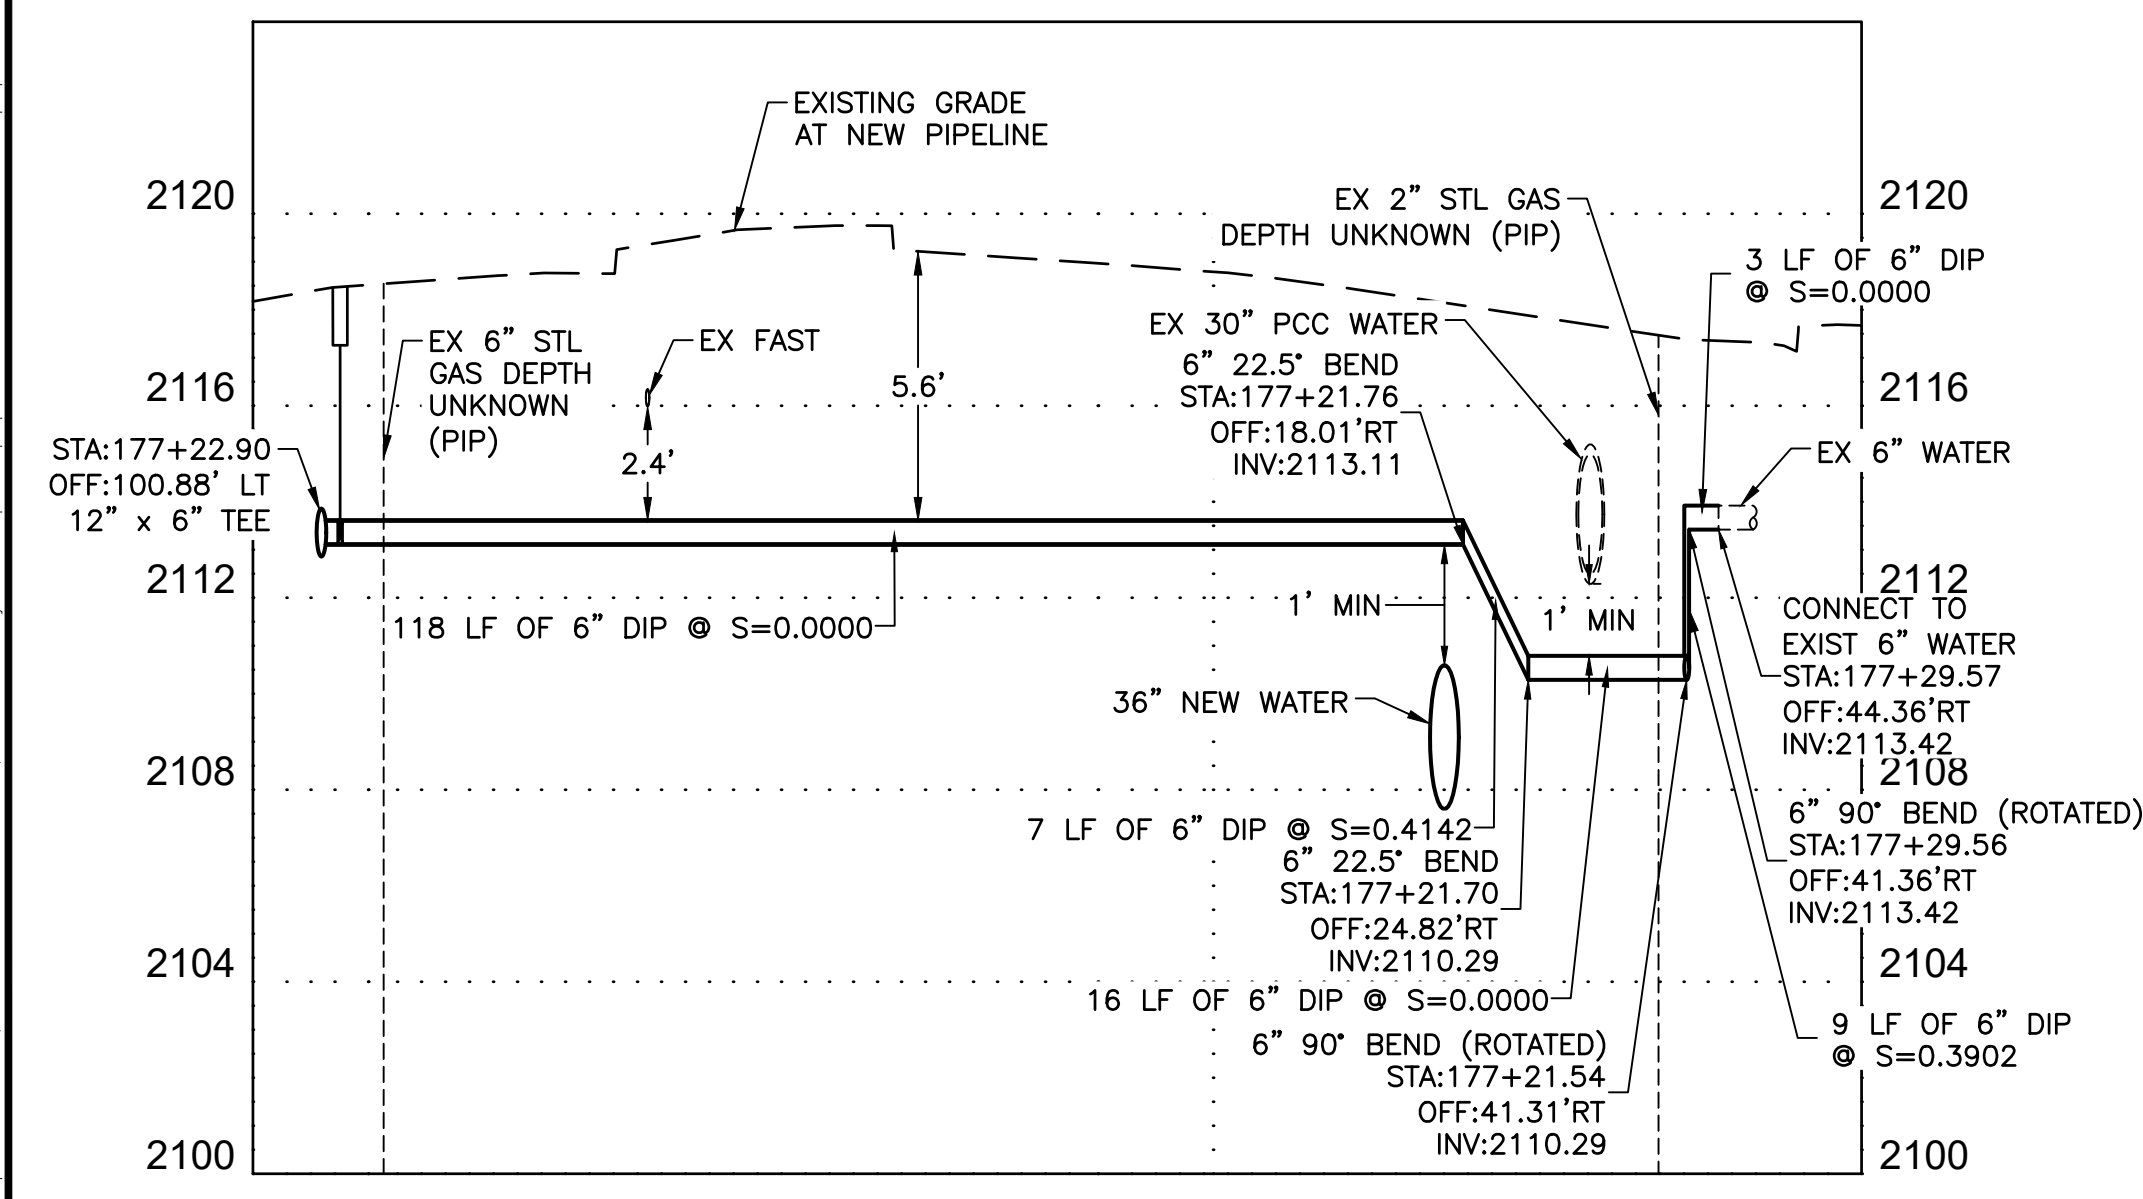 EXISTING GRADE
AT NEW PIPELINE
2120
EX 2” STL GAS
DEPTH UNKNOWN (PIP)
2120
3 LF OF 6” DIP
@ S=0.0000
EX 6” STL
GAS DEPTH
UNKNOWN
(PIP)
EX FAST
EX 30” PCC WATER
6” 22.5° BEND
STA:177+21.76
OFF:18.01’RT
INV:2113.11
2116
5.6’
2116
STA:177+22.90
OFF:100.88’ LT
12” x 6” TEE
2.4’
EX 6” WATER
2112
2112
118 LF OF 6” DIP @ S=0.0000
1’ MIN
1’ MIN
CONNECT TO
EXIST 6” WATER
STA:177+29.57
OFF:44.36’RT
INV:2113.42
36” NEW WATER
2108
2108
7 LF OF 6” DIP @ S=0.4142
6” 22.5° BEND
STA:177+21.70
OFF:24.82’RT
INV:2110.29
6” 90° BEND (ROTATED)
STA:177+29.56
OFF:41.36’RT
INV:2113.42
2104
2104
16 LF OF 6” DIP @ S=0.0000
9 LF OF 6” DIP
@ S=0.3902
6” 90° BEND (ROTATED)
STA:177+21.54
OFF:41.31’RT
INV:2110.29
2100
2100